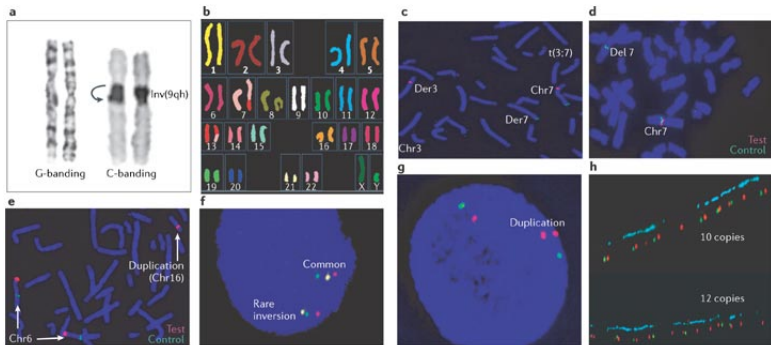 a
b
c
d
Inv(9qh)
G-banding
C-banding
1
2
3
4
5
6
7
8
9
10
11
12
13
14
15
16
17
18
19
20
21
22
X
Y
t(3;7)
Der3
Chr7
Der7
Chr3
Del 7
Chr7
Test
Control
e
f
g
h
Duplication
(Chr16)
Chr6
Test
Control
Common
Rare
inversion
Duplication
10 copies
12 copies